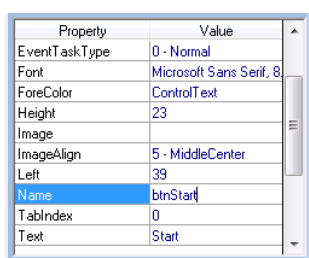 Property Value
EventTaskType 0 - Normal
Font Microsoft Sans Serif, 8.
ForeColor ControlText
Height 23
Image
ImageAlign 5 - MiddleCenter
Left 39
Name btnStart
TabIndex 0
Text Start